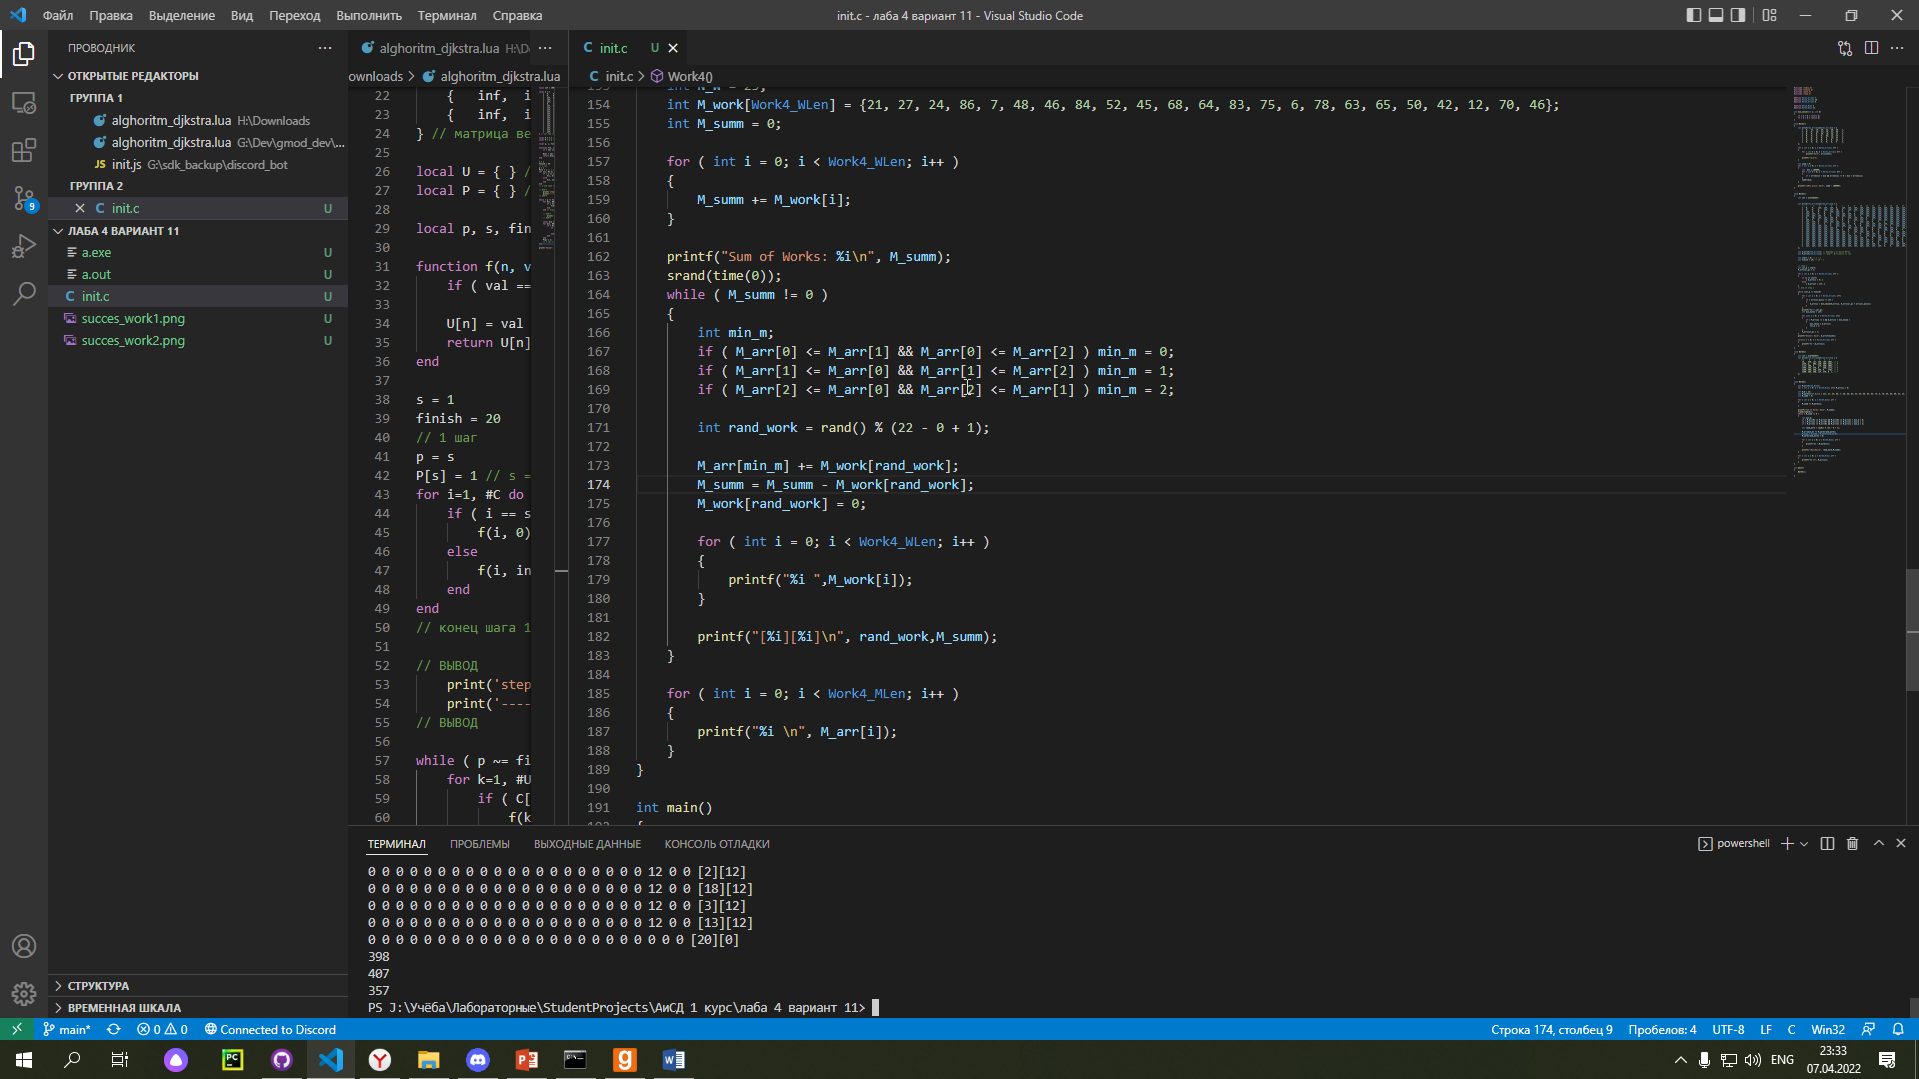 Файл Правка Выделение Вид Переход Выполнить Терминал Справка
init.c - лаба 4 вариант 11 - Visual Studio Code
ПРОВОДНИК
ОТКРЫТЫЕ РЕДАКТОРЫ
ГРУППА 1
alghoritm_djkstra.lua H:\Downloads
alghoritm_djkstra.lua G:\Dev\gmod_dev\...
JS init.js G:\sdk_backup\discord_bot
ГРУППА 2
C init.c U
ЛАБА 4 ВАРИАНТ 11
a.exe U
a.out U
C init.c U
succes_work1.png U
succes_work2.png U
СТРУКТУРА
ВРЕМЕННАЯ ШКАЛА
9
alghoritm_djkstra.lua H:\D
ownloads > alghoritm_djkstra.lua
22 { inf, i
23 { inf, i
24 } // матрица ве
25
26 local U = { } /
27 local P = { } /
28
29 local p, s, fin
30
31 function f(n, v
32 if ( val ==
33
34 U[n] = val
35 return U[n]
36 end
37
38 s = 1
39 finish = 20
40 // 1 шаг
41 p = s
42 P[s] = 1 // s =
43 for i=1, #C do
44 if ( i == s
45 f(i, 0)
46 else
47 f(i, in
48 end
49 end
50 // конец шага 1
51
52 // ВЫВОД
53 print('step
54 print('----
55 // ВЫВОД
56
57 while ( p ~= fi
58 for k=1, #U
59 if ( C[
60 f(k
C init.c U
C init.c > Work4()
154 int M_work[Work4_WLen] = {21, 27, 24, 86, 7, 48, 46, 84, 52, 45, 68, 64, 83, 75, 6, 78, 63, 65, 50, 42, 12, 70, 46};
155 int M_summ = 0;
156
157 for ( int i = 0; i < Work4_WLen; i++ )
158 {
159 M_summ += M_work[i];
160 }
161
162 printf("Sum of Works: %i\n", M_summ);
163 srand(time(0));
164 while ( M_summ != 0 )
165 {
166 int min_m;
167 if ( M_arr[0] <= M_arr[1] && M_arr[0] <= M_arr[2] ) min_m = 0;
168 if ( M_arr[1] <= M_arr[0] && M_arr[1] <= M_arr[2] ) min_m = 1;
169 if ( M_arr[2] <= M_arr[0] && M_arr[2] <= M_arr[1] ) min_m = 2;
170
171 int rand_work = rand() % (22 - 0 + 1);
172
173 M_arr[min_m] += M_work[rand_work];
174 M_summ = M_summ - M_work[rand_work];
175 M_work[rand_work] = 0;
176
177 for ( int i = 0; i < Work4_WLen; i++ )
178 {
179 printf("%i ",M_work[i]);
180 }
181
182 printf("[%i][%i]\n", rand_work,M_summ);
183 }
184
185 for ( int i = 0; i < Work4_MLen; i++ )
186 {
187 printf("%i \n", M_arr[i]);
188 }
189 }
190
191 int main()
ТЕРМИНАЛ ПРОБЛЕМЫ ВЫХОДНЫЕ ДАННЫЕ КОНСОЛЬ ОТЛАДКИ
powershell
0 0 0 0 0 0 0 0 0 0 0 0 0 0 0 0 0 0 0 0 12 0 0 [2][12]
0 0 0 0 0 0 0 0 0 0 0 0 0 0 0 0 0 0 0 0 12 0 0 [18][12]
0 0 0 0 0 0 0 0 0 0 0 0 0 0 0 0 0 0 0 0 12 0 0 [3][12]
0 0 0 0 0 0 0 0 0 0 0 0 0 0 0 0 0 0 0 0 12 0 0 [13][12]
0 0 0 0 0 0 0 0 0 0 0 0 0 0 0 0 0 0 0 0 0 0 0 [20][0]
398
407
357
PS J:\Учёба\Лабораторные\StudentProjects\АиСД 1 курс\лаба 4 вариант 11>
main* 0 0 Connected to Discord
Строка 174, столбец 9 Пробелов: 4 UTF-8 LF C Win32
PC
ENG
23:33
07.04.2022